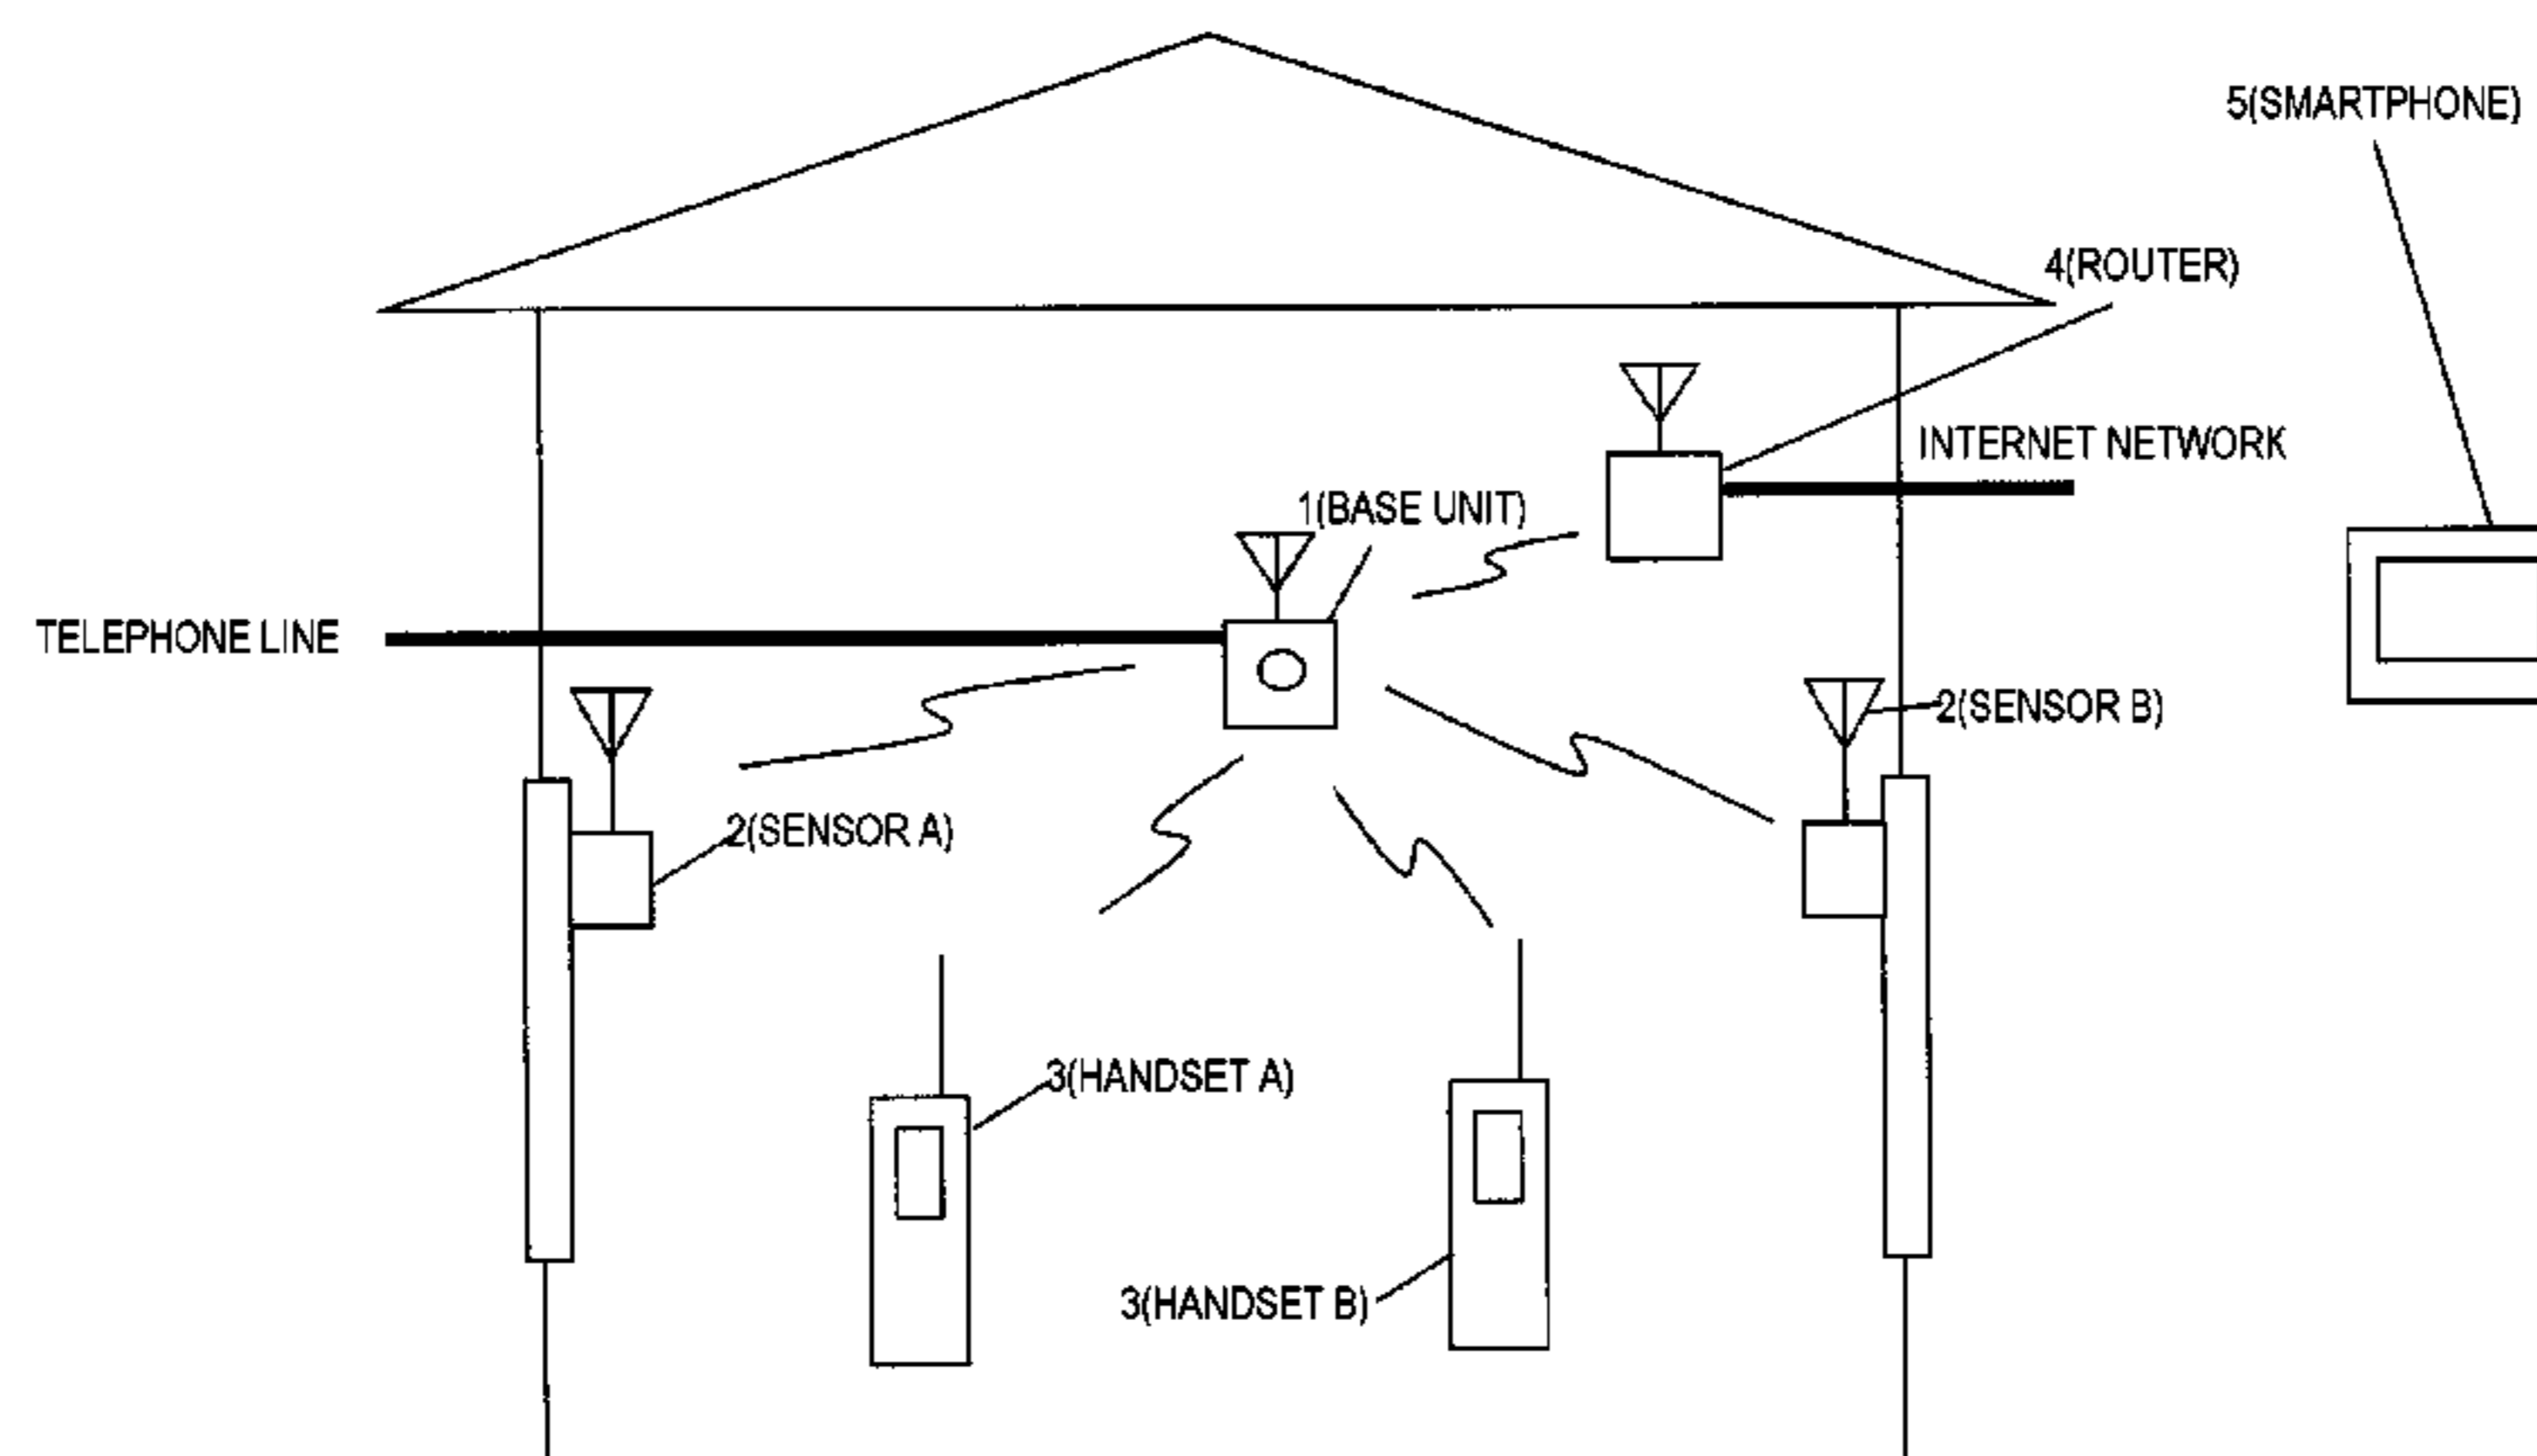 5(SMARTPHONE)
4(ROUTER)
INTERNET NETWORK
1(BASE UNIT)
TELEPHONE LINE
2(SENSOR B)
2(SENSOR A)
3(HANDSET A)
3(HANDSET B)